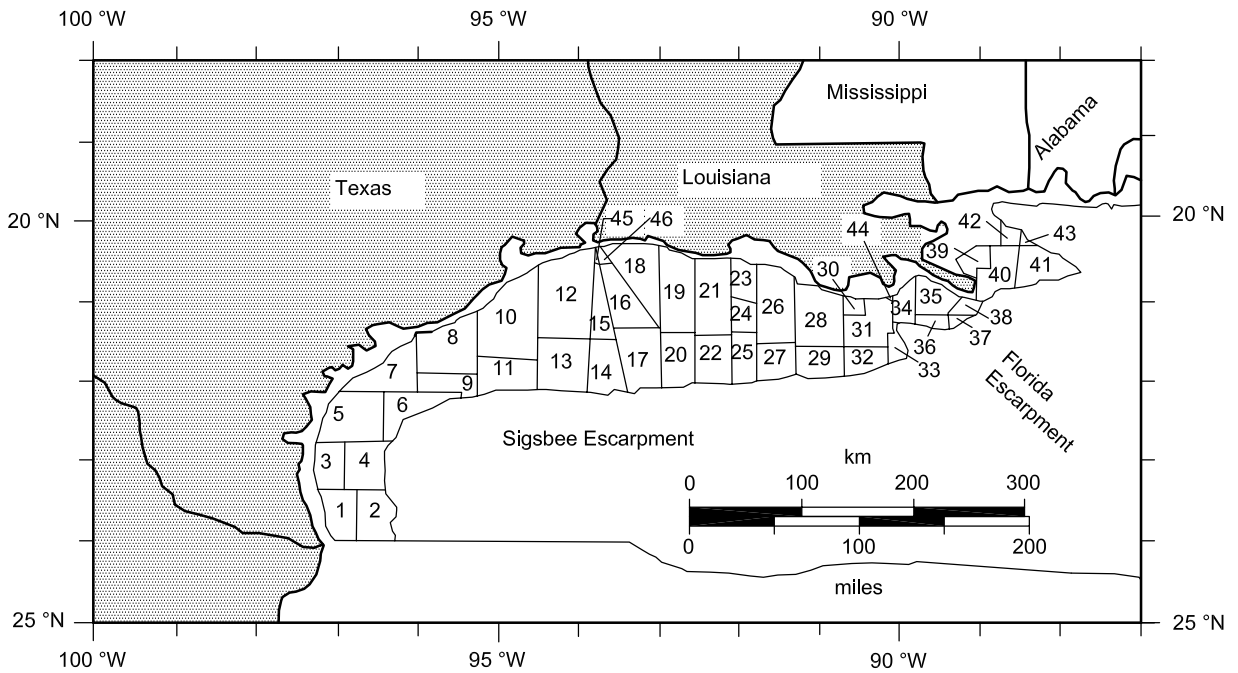 100 °W 95 °W 90 °W
Mississippi
Alabama
Texas
Louisiana
20 °N
20 °N
45 46
42
43
44
39
18
30
40 41
12
16
19 21 23
26
34 35
10
15
24
28
31
38
8
37
36
13
14
17 20 22 25 27 29 32
33
11
7
9
6
5
Florida
Escarpment
Sigsbee Escarpment
3 4
km
0 100 200 300
1 2
0 100 200
miles
25 °N
25 °N
100 °W 95 °W 90 °W